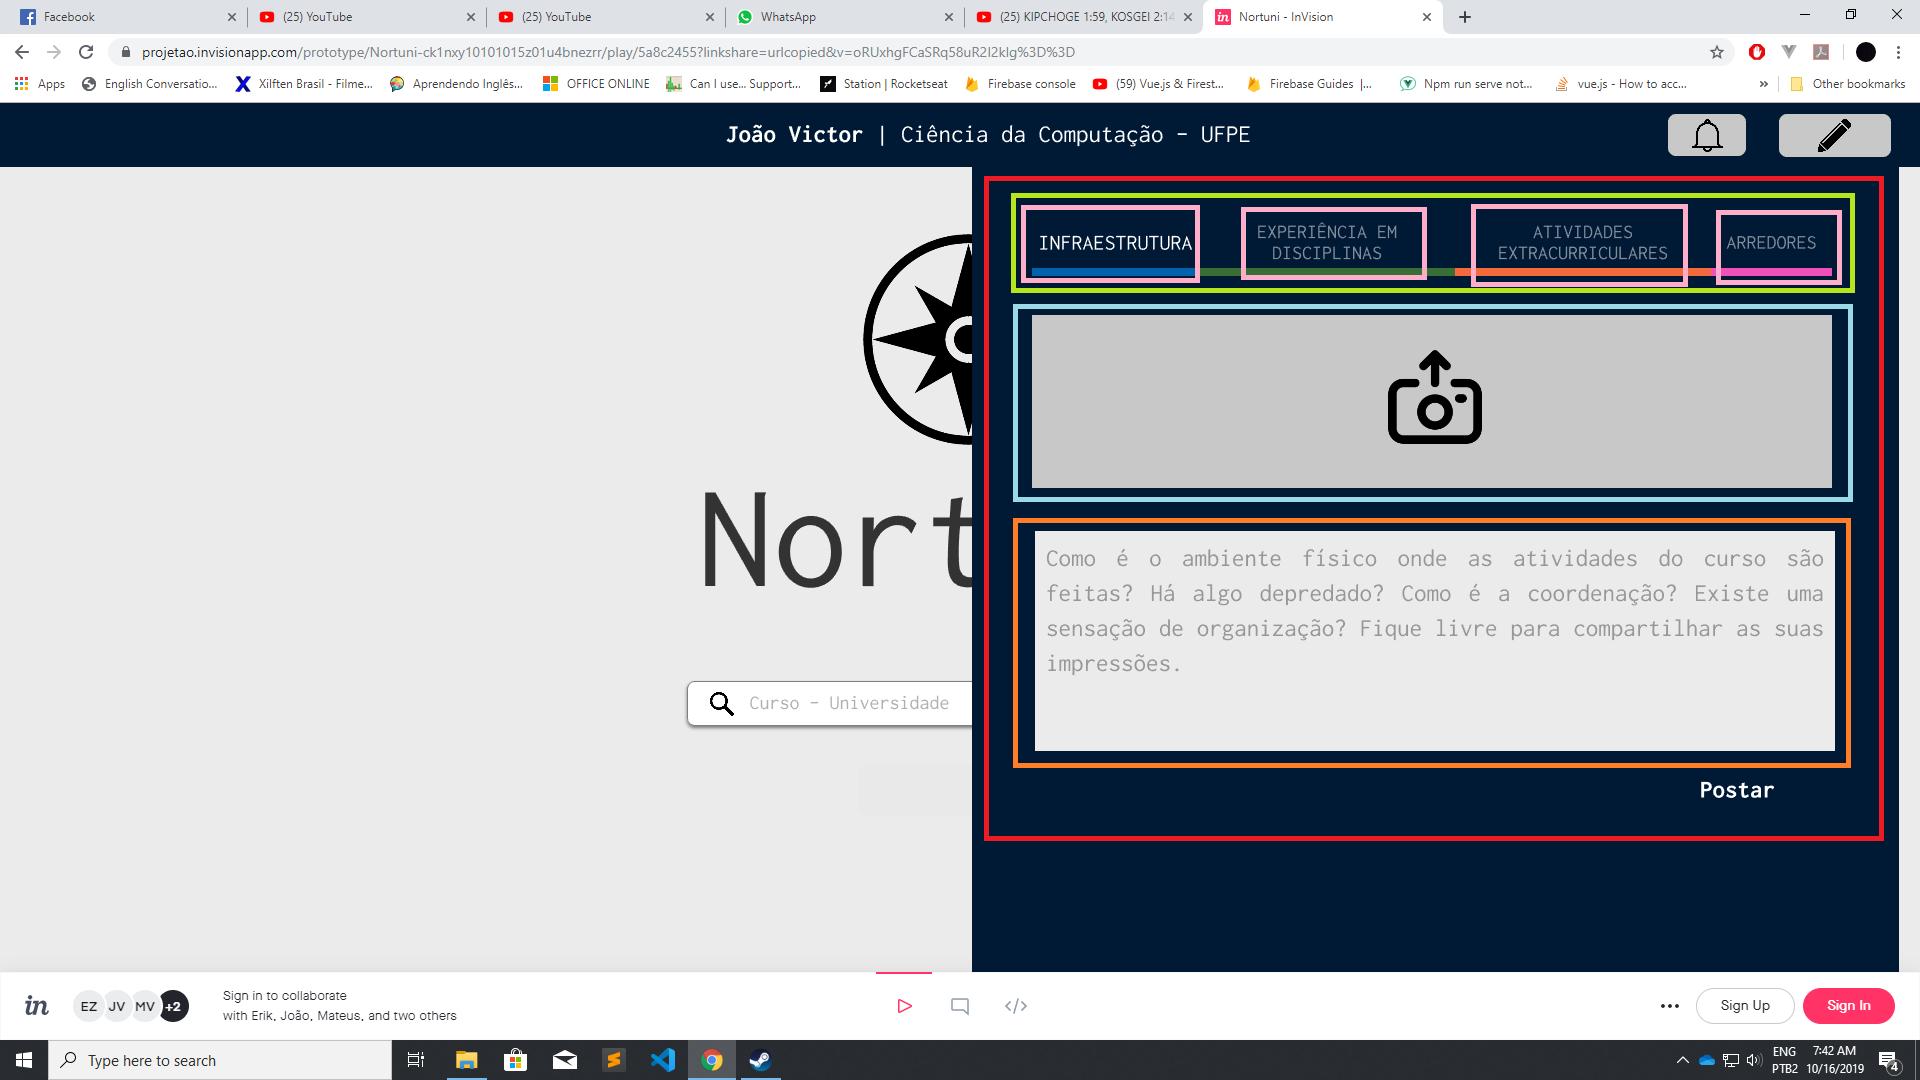 Facebook
(25) YouTube
(25) YouTube
WhatsApp
(25) KIPCHOGE 1:59, KOSGEI 2:14
Nortuni - InVision
projetao.invisionapp.com/prototype/Nortuni-ck1nxy10101015z01u4bnezrr/play/5a8c2455?linkshare=urlcopied&v=oRUxhgFCaSRq58uR2I2kIg%3D%3D
Apps
English Conversatio...
Xilften Brasil - Filme...
Aprendendo Inglês...
OFFICE ONLINE
Can I use... Support...
Station | Rocketseat
Firebase console
(59) Vue.js & Firest...
Firebase Guides |...
Npm run serve not...
vue.js - How to acc...
»
Other bookmarks
João Victor | Ciência da Computação - UFPE
INFRAESTRUTURA
EXPERIÊNCIA EM
DISCIPLINAS
ATIVIDADES
EXTRACURRICULARES
ARREDORES
Nort
Curso - Universidade
Como é o ambiente físico onde as atividades do curso são
feitas? Há algo depredado? Como é a coordenação? Existe uma
sensação de organização? Fique livre para compartilhar as suas
impressões.
Postar
in
EZ
JV
MV
+2
Sign in to collaborate
with Erik, João, Mateus, and two others
Sign Up
Sign In
Type here to search
ENG
PTB2
7:42 AM
10/16/2019
4